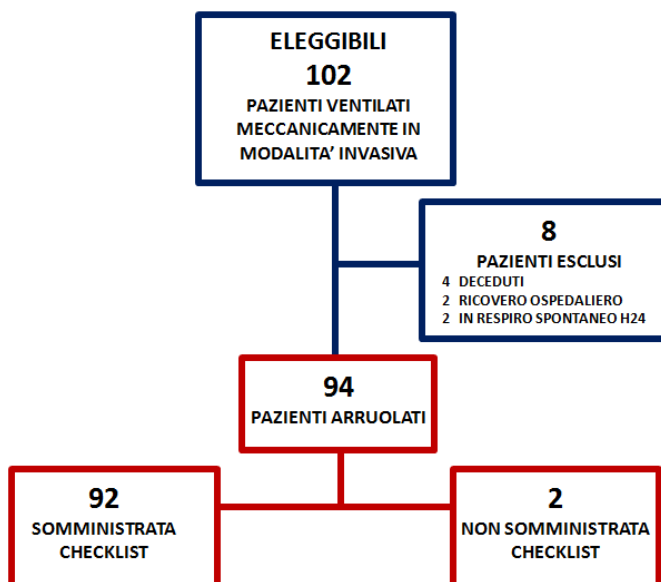 ELEGGIBILI
102
PAZIENTI VENTILATI
MECCANICAMENTE IN
MODALITA' INVASIVA
8
PAZIENTI ESCLUSI
4 DECEDUTI
2 RICOVERO OSPEDALIERO
2 IN RESPIRO SPONTANEO H24
94
PAZIENTI ARRUOLATI
92
SOMMINISTRATA
CHECKLIST
2
NON SOMMINISTRATA
CHECKLIST